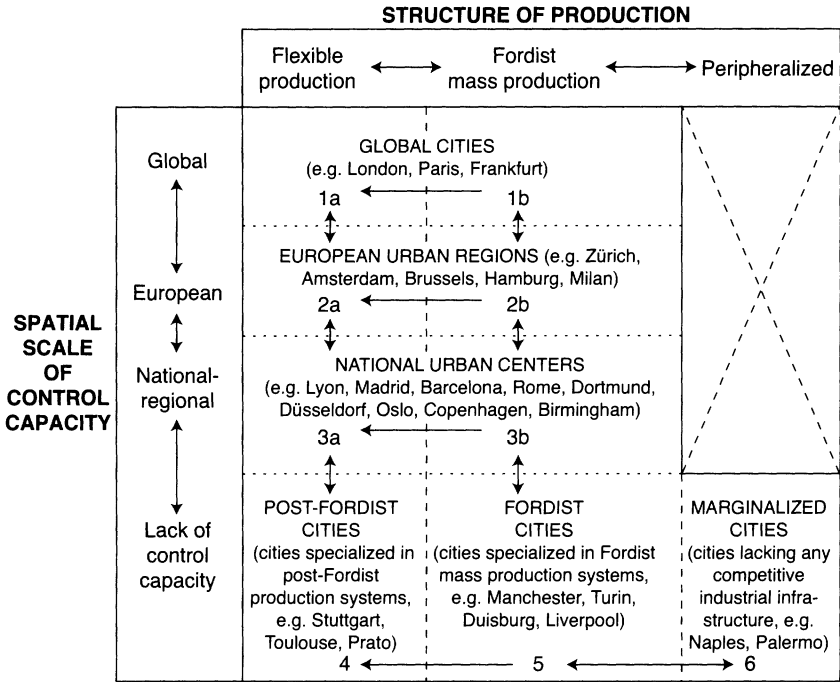 STRUCTURE OF PRODUCTION
Flexible
production
Fordist
mass production
Peripheralized
SPATIAL
SCALE
OF
CONTROL
CAPACITY
Global
European
National-
regional
Lack of
control
capacity
GLOBAL CITIES
(e.g. London, Paris, Frankfurt)
1a
1b
EUROPEAN URBAN REGIONS (e.g. Zürich,
Amsterdam, Brussels, Hamburg, Milan)
2a
2b
NATIONAL URBAN CENTERS
(e.g. Lyon, Madrid, Barcelona, Rome, Dortmund,
Düsseldorf, Oslo, Copenhagen, Birmingham)
3a
3b
POST-FORDIST
CITIES
(cities specialized in
post-Fordist
production systems,
e.g. Stuttgart,
Toulouse, Prato)
4
FORDIST
CITIES
(cities specialized in Fordist
mass production systems,
e.g. Manchester, Turin,
Duisburg, Liverpool)
5
MARGINALIZED
CITIES
(cities lacking any
competitive
industrial infra-
structure, e.g.
Naples, Palermo)
6